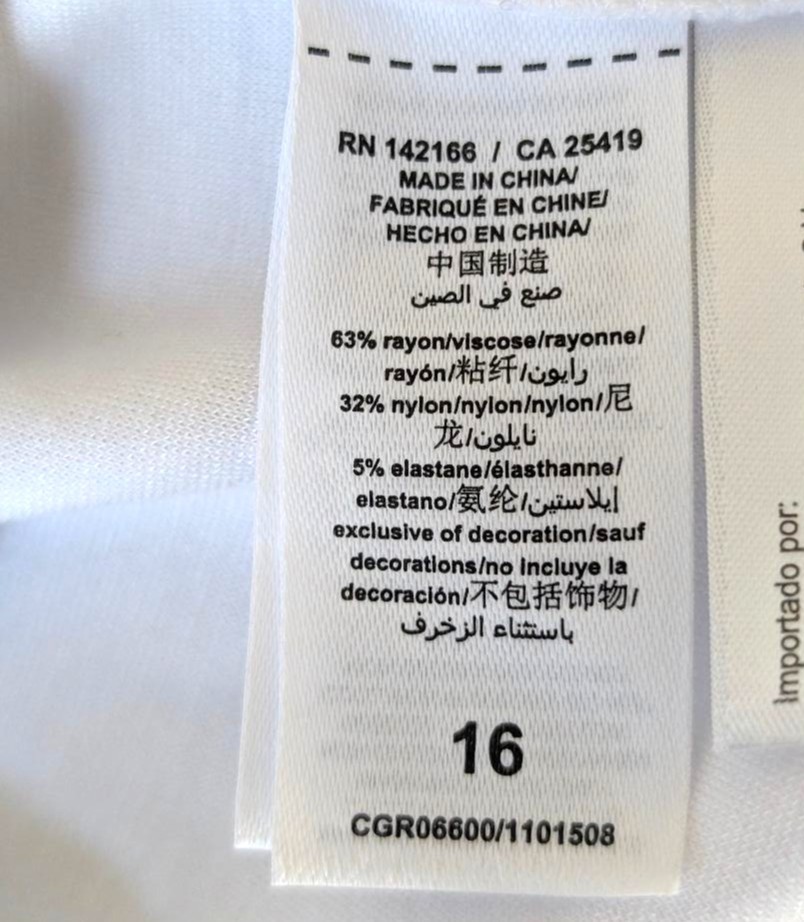 RN 142166 / CA 25419
MADE IN CHINA/
FABRIQUÉ EN CHINE/
HECHO EN CHINA/
中国制造
صنع في الصين
63% rayon/viscose/rayonne/
rayón/粘纤/رايون
32% nylon/nylon/nylon/尼
龙/نايلون
5% elastane/élasthanne/
elastano/氨纶/إيلاستين
exclusive of decoration/sauf
decorations/no incluye la
decoración/不包括饰物/
باستثناء الزخرف
16
CGR06600/1101508
Importado por: